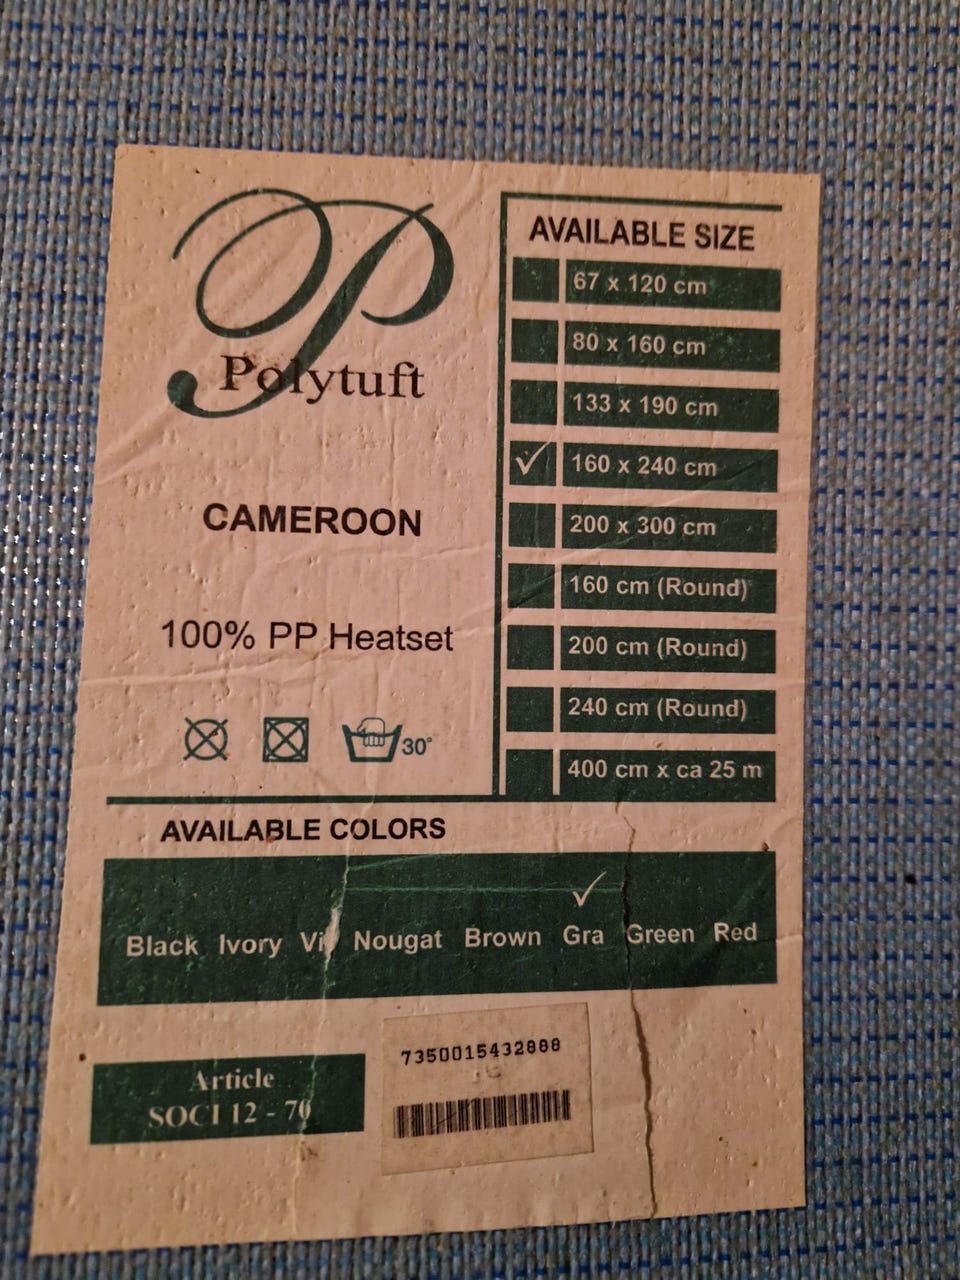 Polytuft
CAMEROON
100% PP Heatset
30°
AVAILABLE SIZE
67 x 120 cm
80 x 160 cm
133 x 190 cm
160 x 240 cm
200 x 300 cm
160 cm (Round)
200 cm (Round)
240 cm (Round)
400 cm x ca 25 m
AVAILABLE COLORS
Black Ivory Nougat Brown Gra Green Red
Article
SOCI 12 - 70
7350015432888